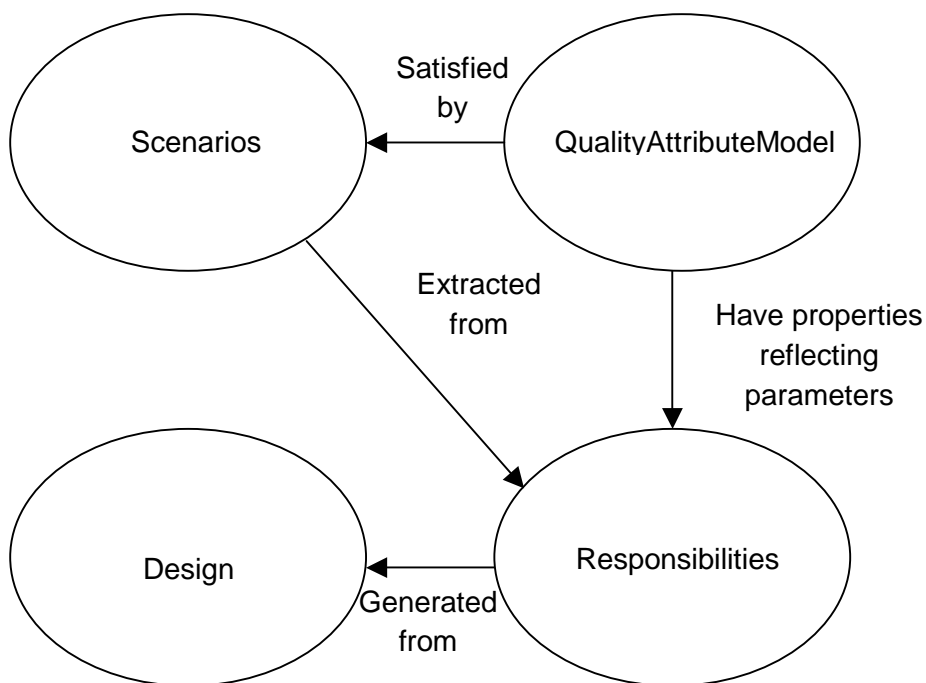 Satisfied
by
Scenarios
QualityAttributeModel
Extracted
from
Have properties
reflecting
parameters
Design
Responsibilities
Generated
from